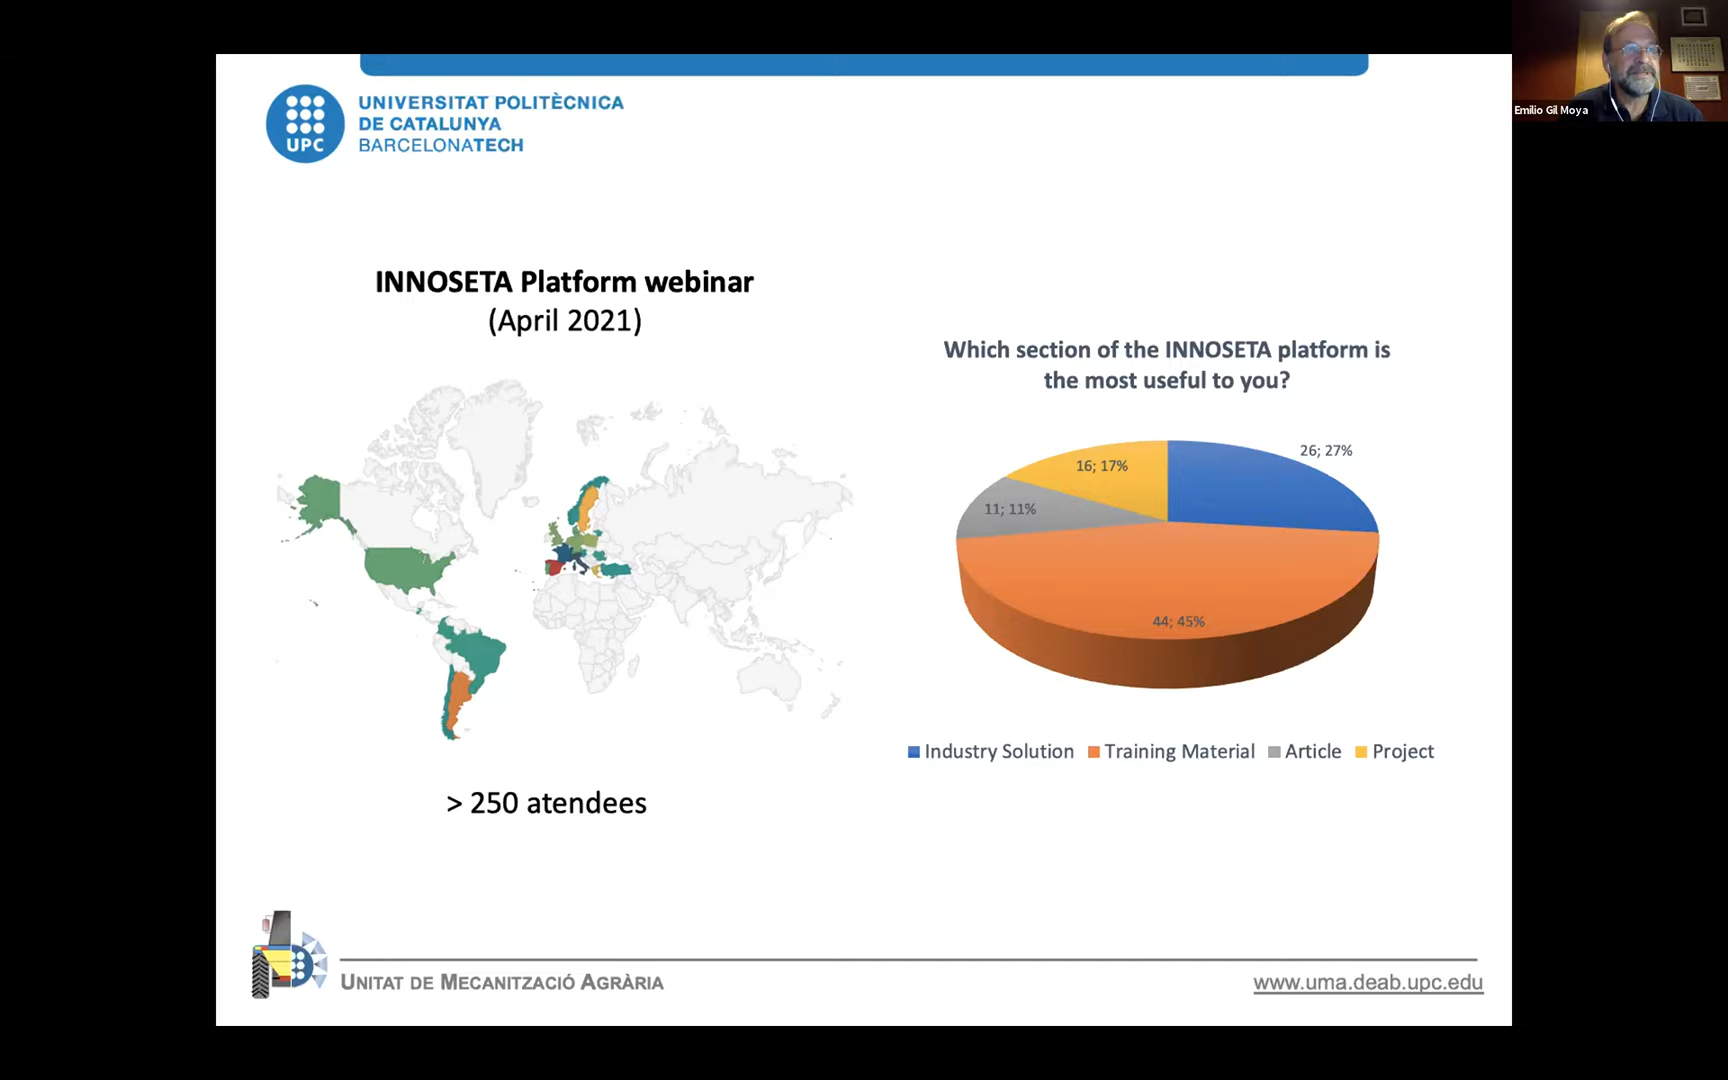 UNIVERSITAT POLITÈCNICA
DE CATALUNYA
BARCELONATECH
UPC
Emilio Gil Moya
INNOSETA Platform webinar
(April 2021)
> 250 atendees
Which section of the INNOSETA platform is
the most useful to you?
26; 27%
16; 17%
11; 11%
44; 45%
Industry Solution
Training Material
Article
Project
UNITAT DE MECANITZACIÓ AGRÀRIA
www.uma.deab.upc.edu